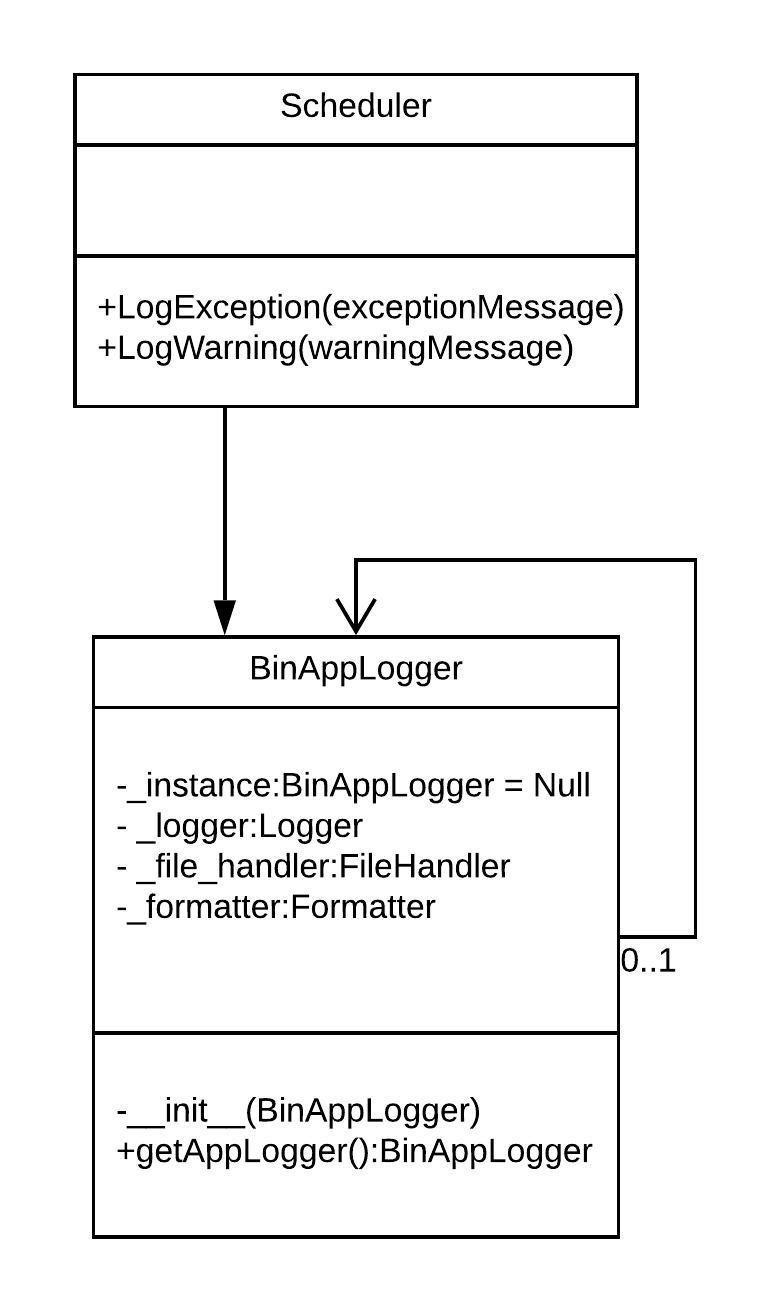 Scheduler
+LogException(exceptionMessage)
+LogWarning(warningMessage)
BinAppLogger
-_instance:BinAppLogger = Null
- _logger:Logger
- _file_handler:FileHandler
-_formatter:Formatter
0..1
-__init__(BinAppLogger)
+getAppLogger():BinAppLogger